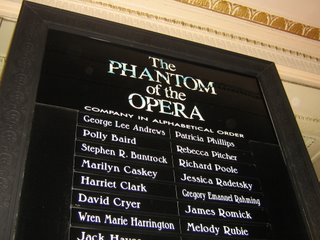 The
PHANTOM
of the
OPERA
COMPANY IN ALPHABETICAL ORDER
George Lee Andrews
Polly Baird
Stephen R. Buntrock
Marilyn Caskey
Harriet Clark
David Cryer
Wren Marie Harrington
Patricia Phillips
Rebecca Pitcher
Richard Poole
Jessica Radetsky
Gregory Emanuel Rahming
James Romick
Melody Rubie